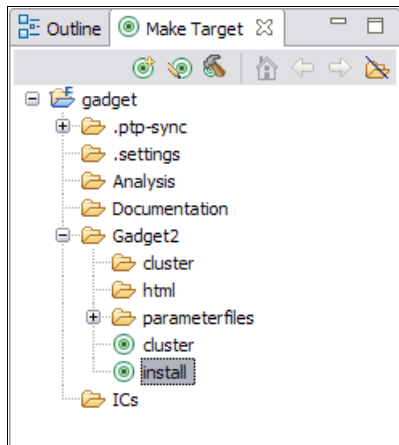 Outline Make Target
gadget
.ptp-sync
.settings
Analysis
Documentation
Gadget2
cluster
html
parameterfiles
cluster
install
ICs